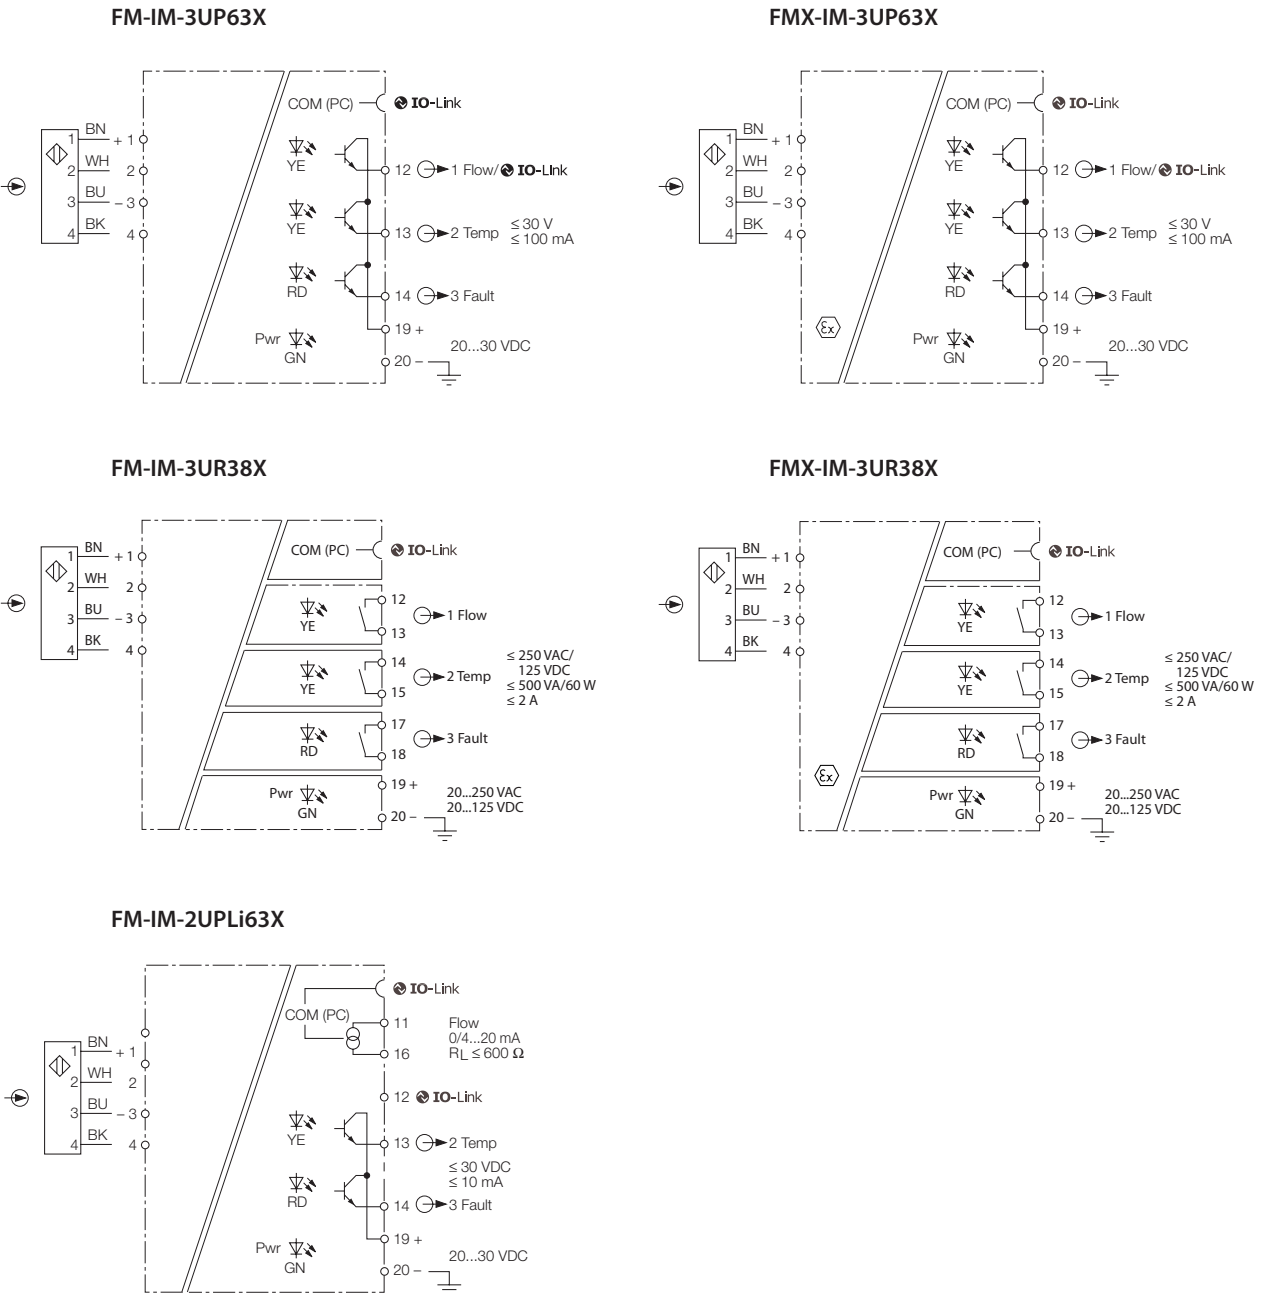 FM-IM-3UP63X
COM (PC) IO-Link
1 BN + 1
2 WH 2
3 BU – 3
4 BK 4
YE 12 1 Flow/ IO-Link
YE 13 2 Temp ≤ 30 V
≤ 100 mA
RD 14 3 Fault
19 +
Pwr GN 20...30 VDC
20 –
FMX-IM-3UP63X
COM (PC) IO-Link
1 BN + 1
2 WH 2
3 BU – 3
4 BK 4
YE 12 1 Flow/ IO-Link
YE 13 2 Temp ≤ 30 V
≤ 100 mA
RD 14 3 Fault
εx 19 +
Pwr GN 20...30 VDC
20 –
FM-IM-3UR38X
COM (PC) IO-Link
1 BN + 1
2 WH 2
3 BU – 3
4 BK 4
12
YE 1 Flow
13
14 ≤ 250 VAC/
125 VDC
YE 2 Temp ≤ 500 VA/60 W
15 ≤ 2 A
17
RD 3 Fault
18
19 +
Pwr GN 20...250 VAC
20...125 VDC
20 –
FMX-IM-3UR38X
COM (PC) IO-Link
1 BN + 1
2 WH 2
3 BU – 3
4 BK 4
12
YE 1 Flow
13
14 ≤ 250 VAC/
125 VDC
YE 2 Temp ≤ 500 VA/60 W
15 ≤ 2 A
17
RD 3 Fault
18
εx 19 +
Pwr GN 20...250 VAC
20...125 VDC
20 –
FM-IM-2UPLi63X
IO-Link
COM (PC)
11 Flow
0/4...20 mA
16 RL ≤ 600 Ω
1 BN + 1
2 WH 2
3 BU – 3
4 BK 4
12 IO-Link
YE 13 2 Temp
≤ 30 VDC
≤ 10 mA
RD 14 3 Fault
19 +
Pwr GN 20...30 VDC
20 –